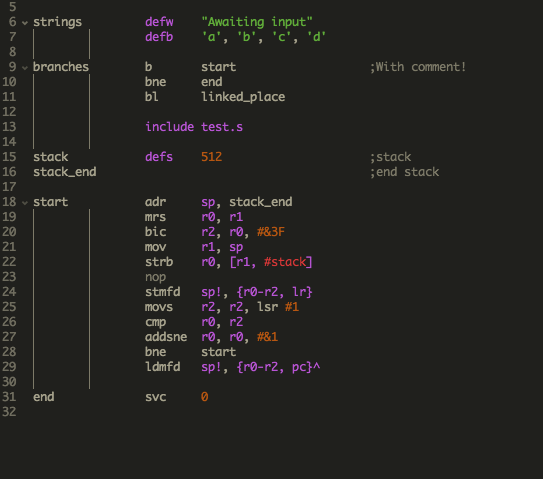 5
6 strings defw "Awaiting input"
7 defb 'a', 'b', 'c', 'd'
8
9 branches b start ;With comment!
10 bne end
11 bl linked_place
12
13 include test.s
14
15 stack defs 512 ;stack
16 stack_end ;end stack
17
18 start adr sp, stack_end
19 mrs r0, r1
20 bic r2, r0, #&3F
21 mov r1, sp
22 strb r0, [r1, #stack]
23 nop
24 stmfd sp!, {r0-r2, lr}
25 movs r2, r2, lsr #1
26 cmp r0, r2
27 addsne r0, r0, #&1
28 bne start
29 ldmfd sp!, {r0-r2, pc}^
30
31 end svc 0
32